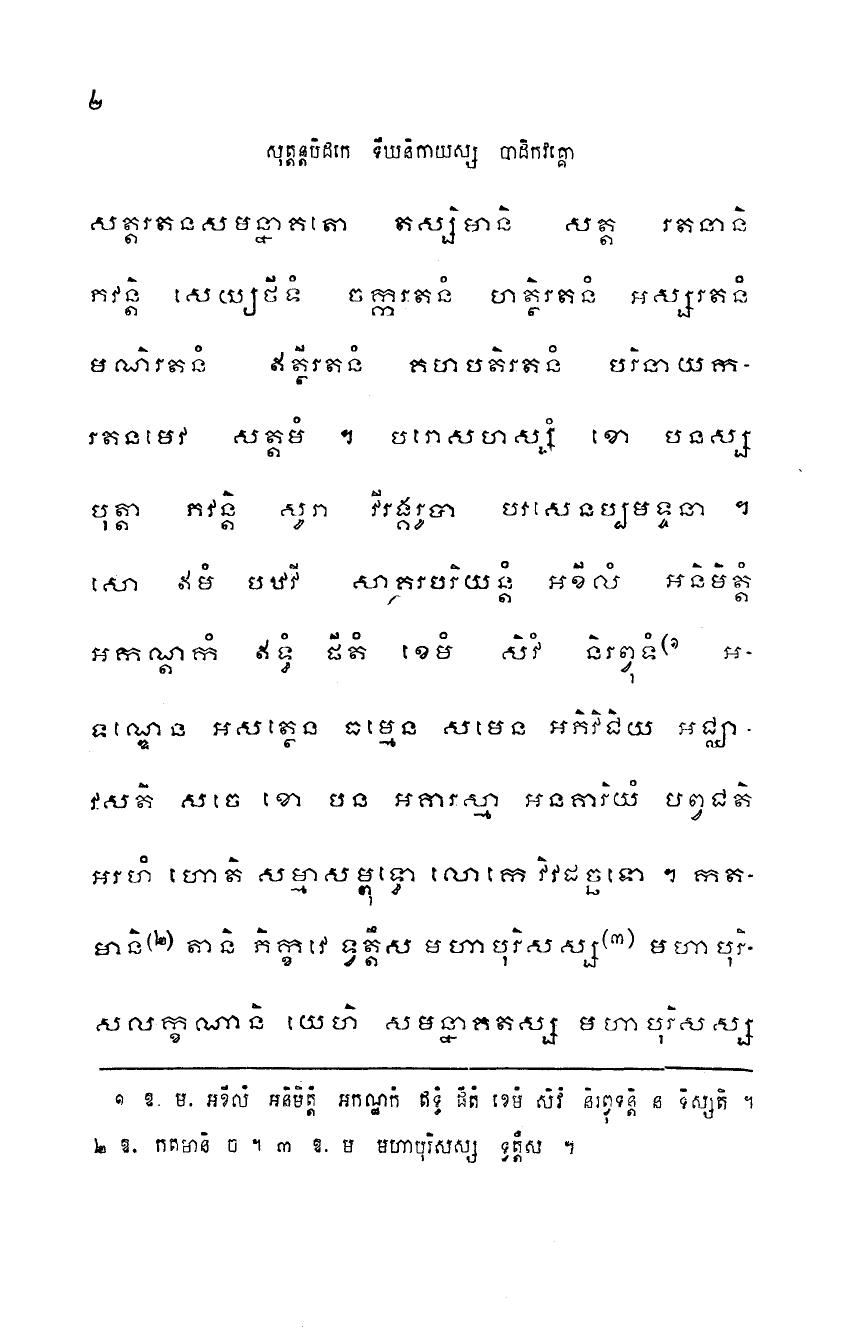 ២
សុត្តន្តបិដកេ ទីឃនិកាយស្ស បាដិកវគ្គោ
សត្តរតនសមន្នាគតោ តស្សិមានិ សត្ត រតនានិ
ភវន្តិ សេយ្យថីទំ ចក្ករតនំ ហត្ថិរតនំ អស្សរតនំ
មណិរតនំ ឥត្ថីរតនំ គហបតិរតនំ បរិនាយក-
រតនមេវ សត្តមំ ។ បរោសហស្សំ ខោ បនស្ស
បុត្តា ភវន្តិ សូរា វីរង្គរូបា បរសេនប្បមទ្ទនា ។
សោ ឥមំ បឋវឹ សាគរបរិយន្តំ អខីលំ អនិមិត្តំ
អកណ្ដកំ ឥទ្ធំ ផីតំ ខេមំ សិវំ និរព្វុទំ(១ អ-
ទណ្ឌេន អសត្ថេន ធម្មេន សមេន អភិវិជិយ អជ្ឈា-
វសតិ សចេ ខោ បន អគារស្មា អនគារិយំ បព្វជតិ
អរហំ ហោតិ សម្មាសម្ពុទ្ធោ លោកេ វិវដច្ឆទោ ។ កត-
មានិ(២) តានិ ភិក្ខវេ ទ្វត្តឹស មហាបុរិសស្ស(៣) មហាបុរិ-
សលក្ខណានិ យេហិ សមន្នាគតស្ស មហាបុរិសស្ស
១ ឧ. ម. អខីលំ អនិមិត្តំ អកណ្ឋកំ ឥទ្ធំ ផីតំ ខេមំ សិវំ និរព្វុទន្តិ ន ទិស្សតិ ។
២ ឧ. កតមានិ ច ។ ៣ ឧ. ម មហាបុរិសស្ស ទ្វត្តឹស ។